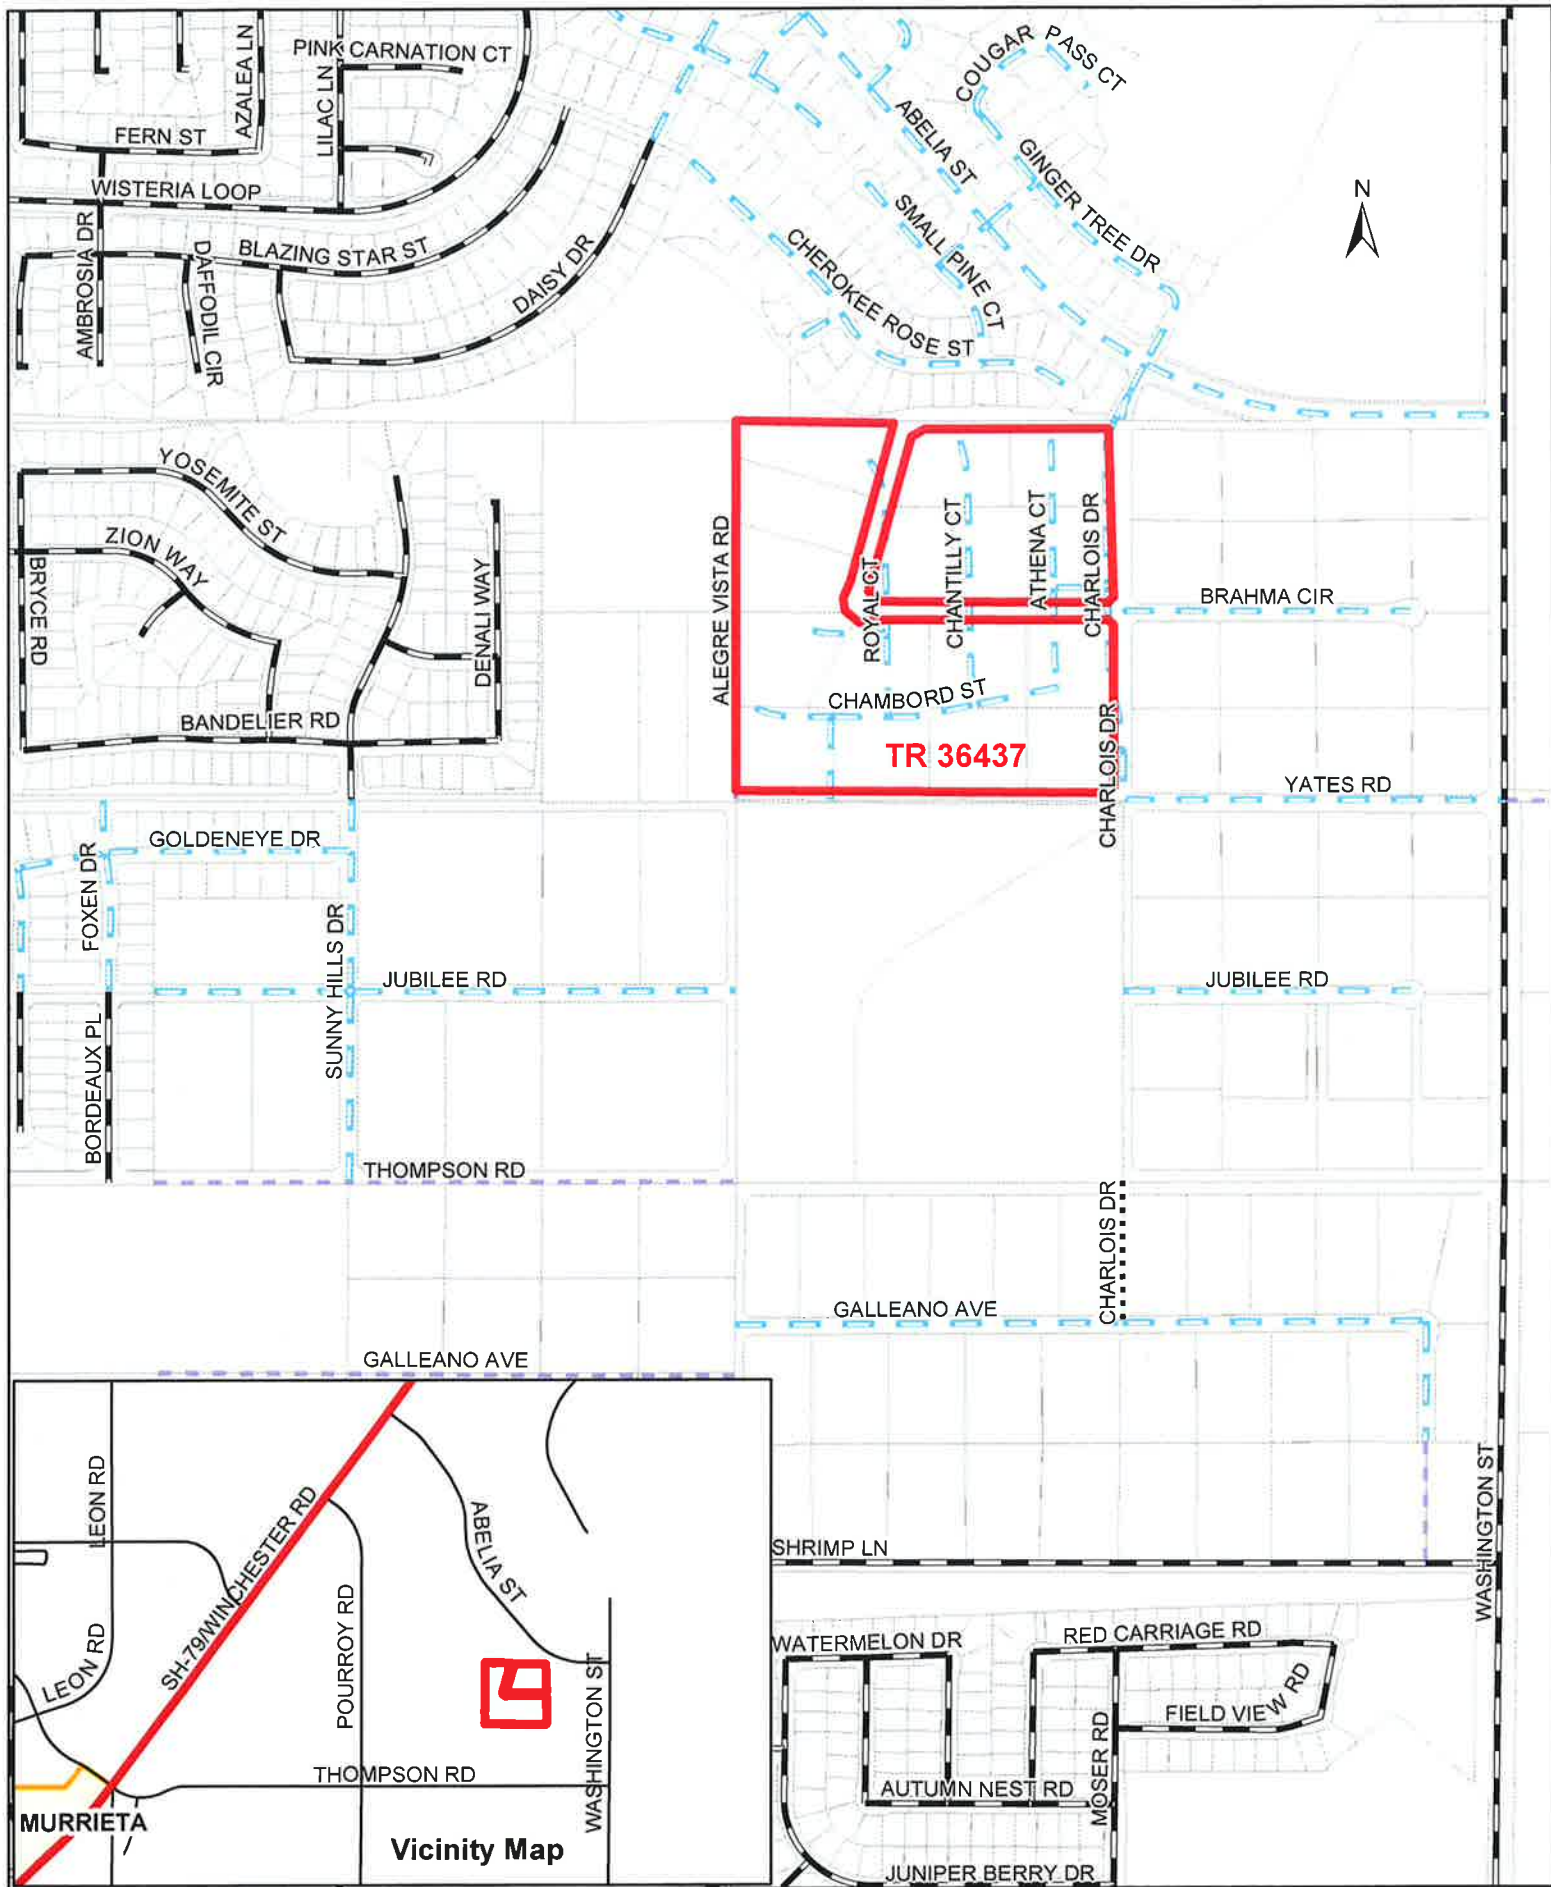 PINK CARNATION CT
AZALEA LN
LILAC LN
FERN ST
WISTERIA LOOP
BLAZING STAR ST
AMBROSIA DR
DAFFODIL CIR
DAISY DR
COUGAR PASS CT
ABELIA ST
GINGER TREE DR
SMALL PINE CT
CHEROKEE ROSE ST
N
YOSEMITE ST
ZION WAY
BRYCE RD
DENALI WAY
BANDELIER RD
ALEGRE VISTA RD
ROYAL CT
CHANTILLY CT
ATHENA CT
CHARLOIS DR
BRAHMA CIR
CHAMBORD ST
TR 36437
CHARLOIS DR
YATES RD
GOLDENEYE DR
FOXEN DR
SUNNY HILLS DR
JUBILEE RD
JUBILEE RD
BORDEAUX PL
THOMPSON RD
CHARLOIS DR
GALLEANO AVE
GALLEANO AVE
WASHINGTON ST
SHRIMP LN
WATERMELON DR
RED CARRIAGE RD
FIELD VIEW RD
MOSER RD
AUTUMN NEST RD
JUNIPER BERRY DR
LEON RD
SH-79/WINCHESTER RD
ABELIA ST
POURROY RD
LEON RD
WASHINGTON ST
THOMPSON RD
MURRIETA
Vicinity Map